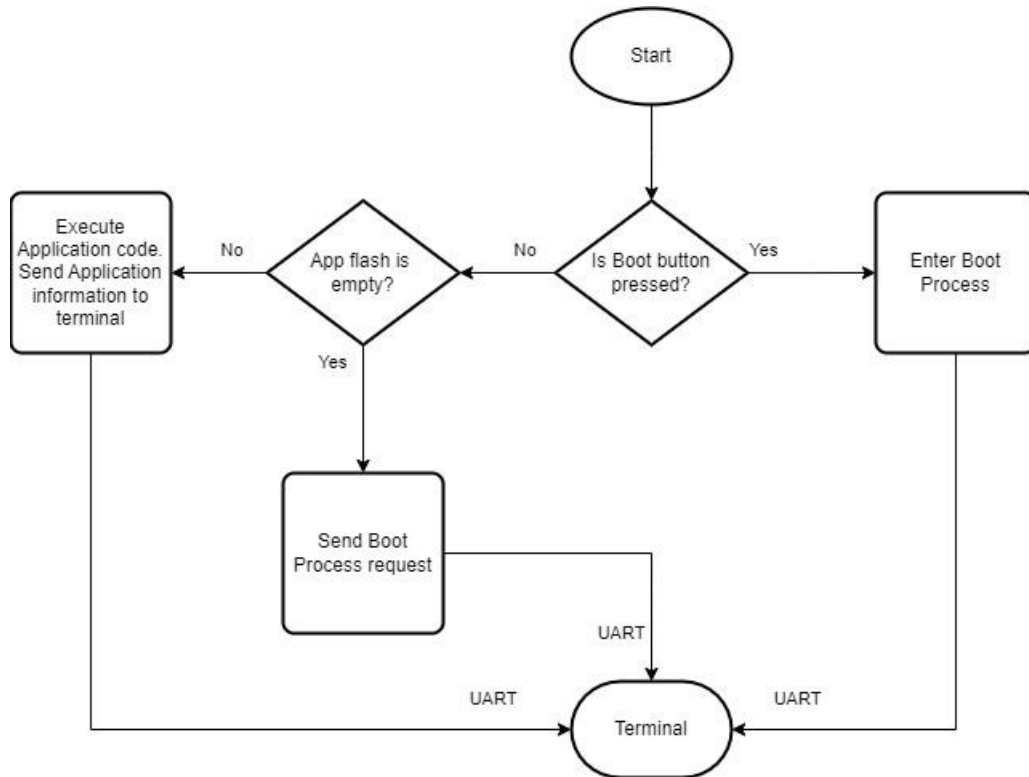 Start
Execute
Application code.
Send Application
information to
terminal
No
App flash is
empty?
No
Is Boot button
pressed?
Yes
Enter Boot
Process
Yes
Send Boot
Process request
UART
UART
Terminal
UART